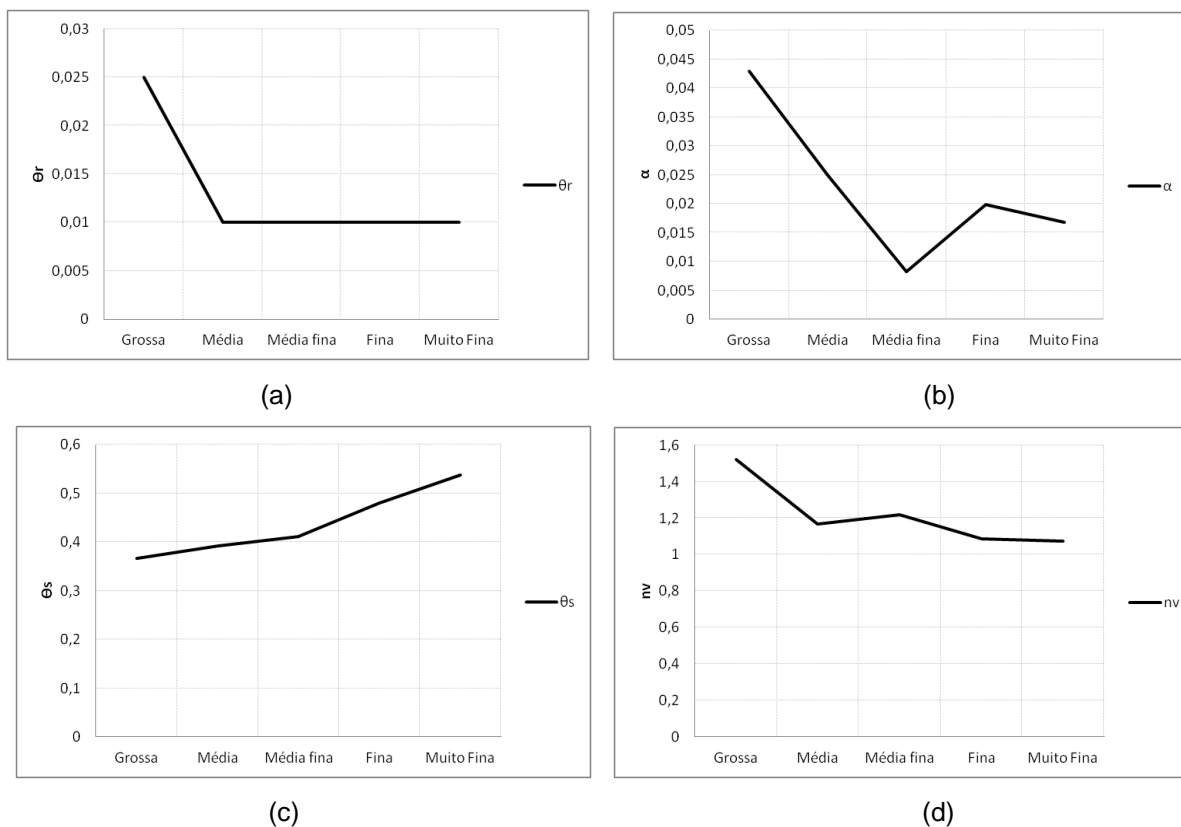 0,03
0,025
0,02
0,015
0,01
0,005
0
Ѳr
Grossa Média Média fina Fina Muito Fina
θr
(a)
0,05
0,045
0,04
0,035
0,03
0,025
0,02
0,015
0,01
0,005
0
α
Grossa Média Média fina Fina Muito Fina
α
(b)
0,6
0,5
0,4
0,3
0,2
0,1
0
Ѳs
Grossa Média Média fina Fina Muito Fina
θs
(c)
1,6
1,4
1,2
1
0,8
0,6
0,4
0,2
0
nv
Grossa Média Média fina Fina Muito Fina
nv
(d)